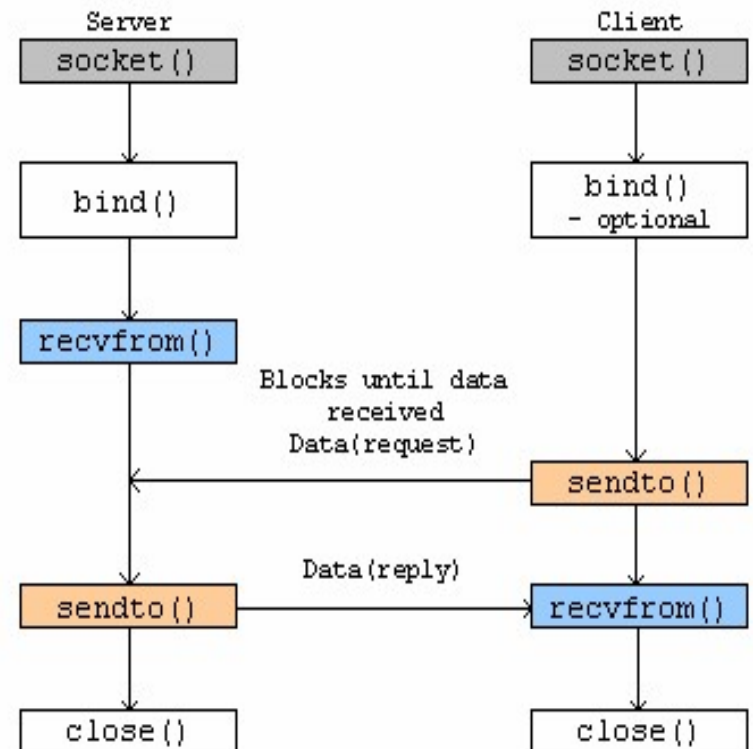 Server
Client
socket()
socket()
bind()
bind()
- optional
recvfrom()
Blocks until data
received
Data(request)
sendto()
Data(reply)
sendto()
recvfrom()
close()
close()